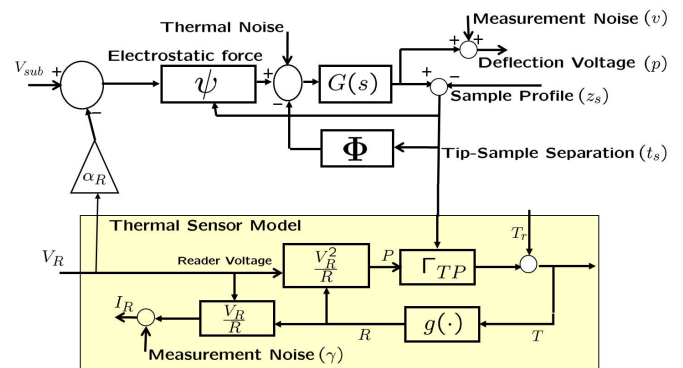 Thermal Noise
Measurement Noise (v)
V_sub
+
Electrostatic force
+
+
+
Deflection Voltage (p)
ψ
G(s)
+
−
Sample Profile (z_s)
−
−
Φ
Tip-Sample Separation (t_s)
α_R
Thermal Sensor Model
T_r
V_R
Reader Voltage
V_R^2
R
P
Γ_TP
I_R
V_R
R
R
g(·)
T
Measurement Noise (γ)